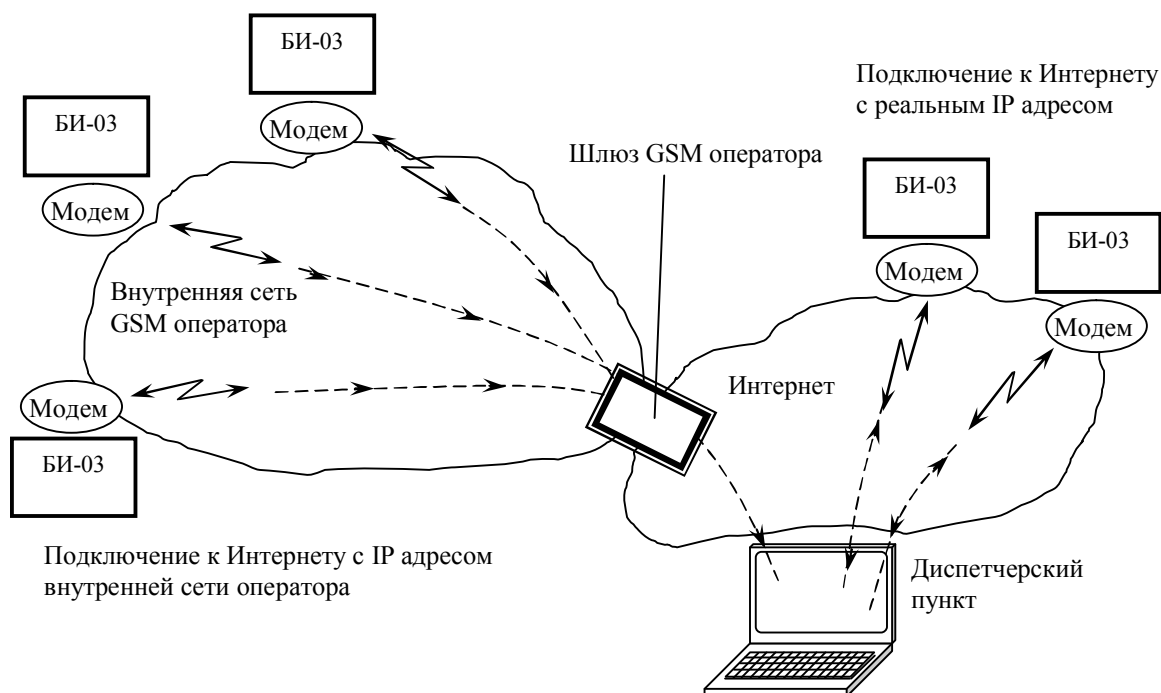 БИ-03
Модем
БИ-03
Модем
Подключение к Интернету
с реальным IP адресом
Шлюз GSM оператора
БИ-03
Модем
БИ-03
Модем
Внутренняя сеть
GSM оператора
Интернет
Модем
БИ-03
Подключение к Интернету с IP адресом
внутренней сети оператора
Диспетчерский
пункт